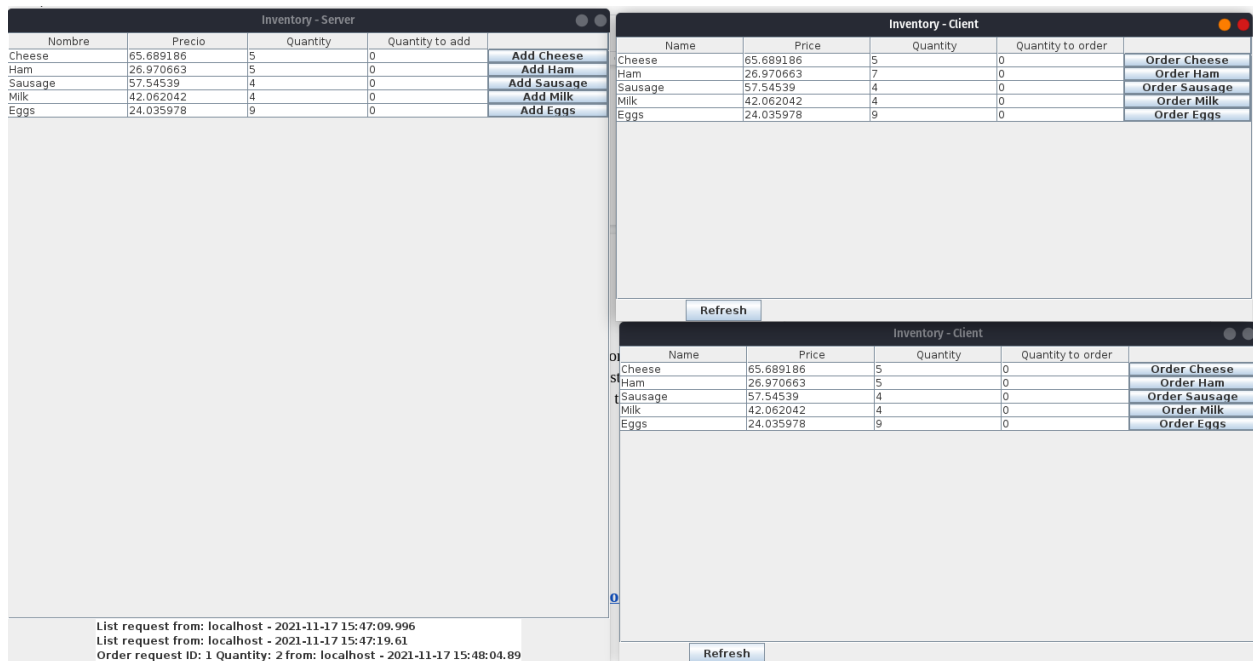 Inventory - Server
Nombre Precio Quantity Quantity to add
Cheese 65.689186 5 0 Add Cheese
Ham 26.970663 5 0 Add Ham
Sausage 57.54539 4 0 Add Sausage
Milk 42.062042 4 0 Add Milk
Eggs 24.035978 9 0 Add Eggs
List request from: localhost - 2021-11-17 15:47:09.996
List request from: localhost - 2021-11-17 15:47:19.61
Order request ID: 1 Quantity: 2 from: localhost - 2021-11-17 15:48:04.89
Inventory - Client
Name Price Quantity Quantity to order
Cheese 65.689186 5 0 Order Cheese
Ham 26.970663 7 0 Order Ham
Sausage 57.54539 4 0 Order Sausage
Milk 42.062042 4 0 Order Milk
Eggs 24.035978 9 0 Order Eggs
Refresh
Inventory - Client
Name Price Quantity Quantity to order
Cheese 65.689186 5 0 Order Cheese
Ham 26.970663 5 0 Order Ham
Sausage 57.54539 4 0 Order Sausage
Milk 42.062042 4 0 Order Milk
Eggs 24.035978 9 0 Order Eggs
Refresh